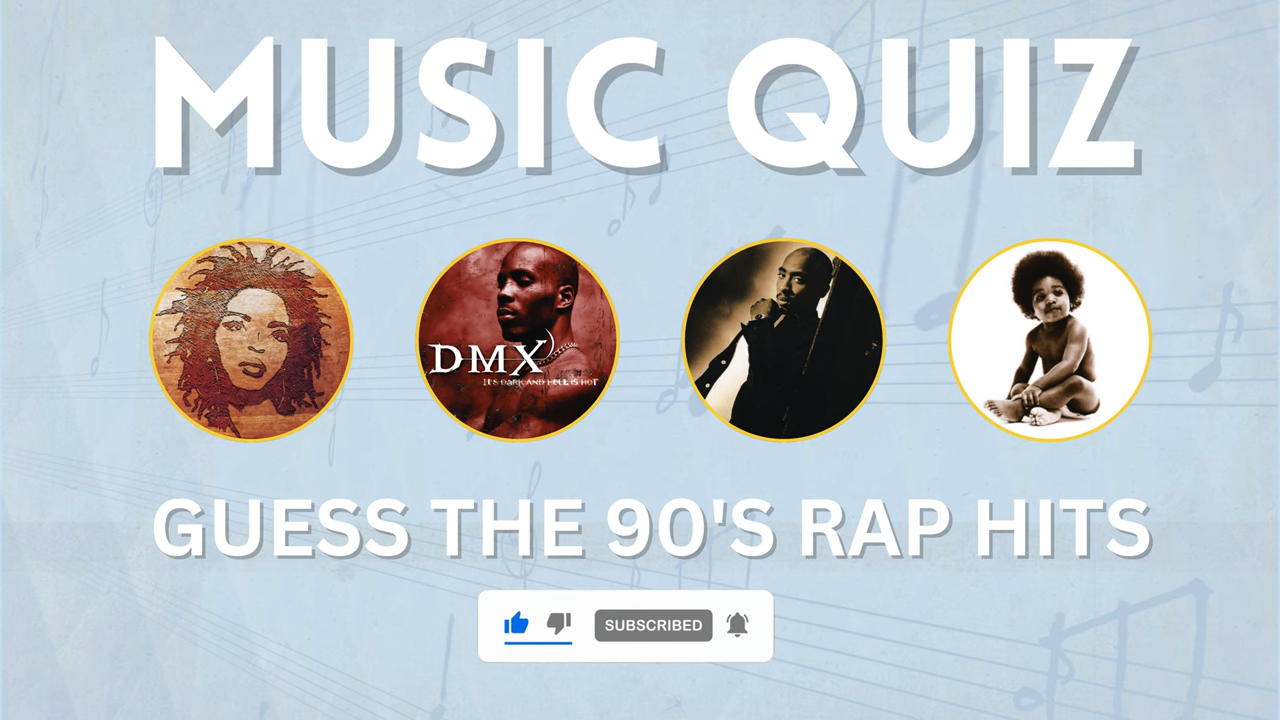 MUSIC QUIZ
DMX
IT'S DARK AND HELL IS HOT
GUESS THE 90'S RAP HITS
SUBSCRIBED